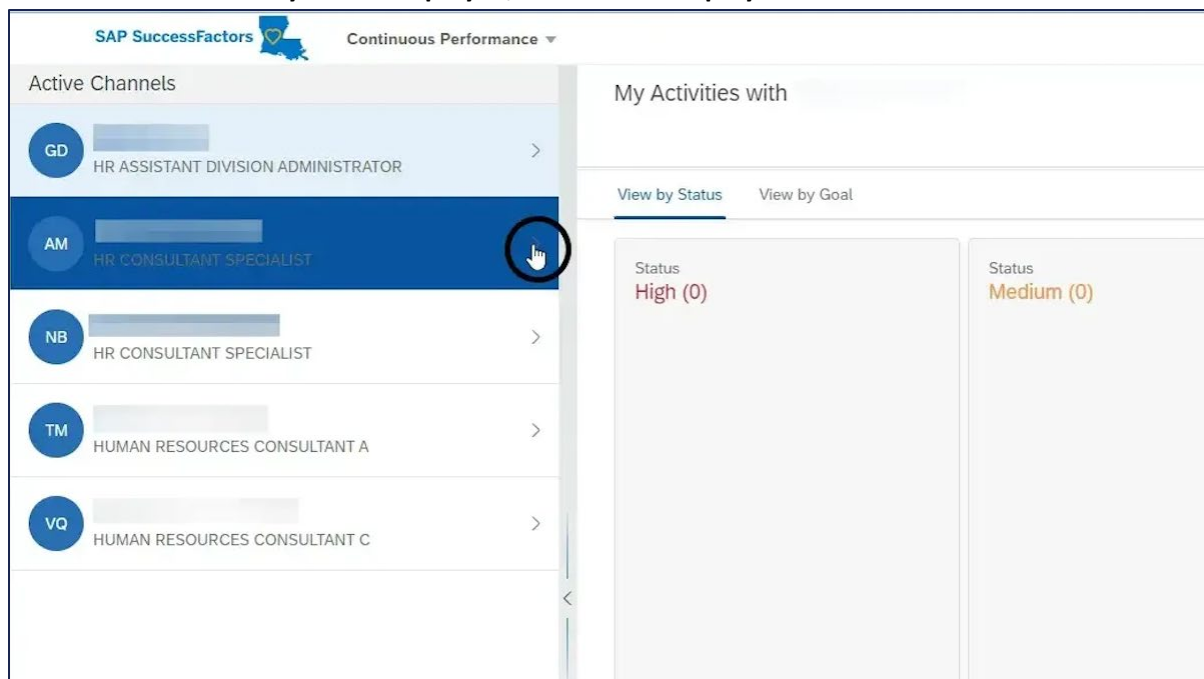 SAP SuccessFactors
Continuous Performance
Active Channels
GD
HR ASSISTANT DIVISION ADMINISTRATOR
AM
HR CONSULTANT SPECIALIST
NB
HR CONSULTANT SPECIALIST
TM
HUMAN RESOURCES CONSULTANT A
VQ
HUMAN RESOURCES CONSULTANT C
My Activities with
View by Status View by Goal
Status
High (0)
Status
Medium (0)